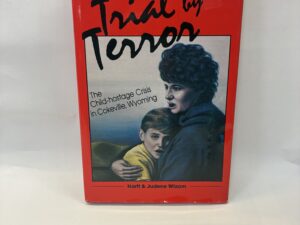 Trial by
Terror
The
Child-hostage Crisis
in Cokeville, Wyoming
Hartt & Judene Wixom